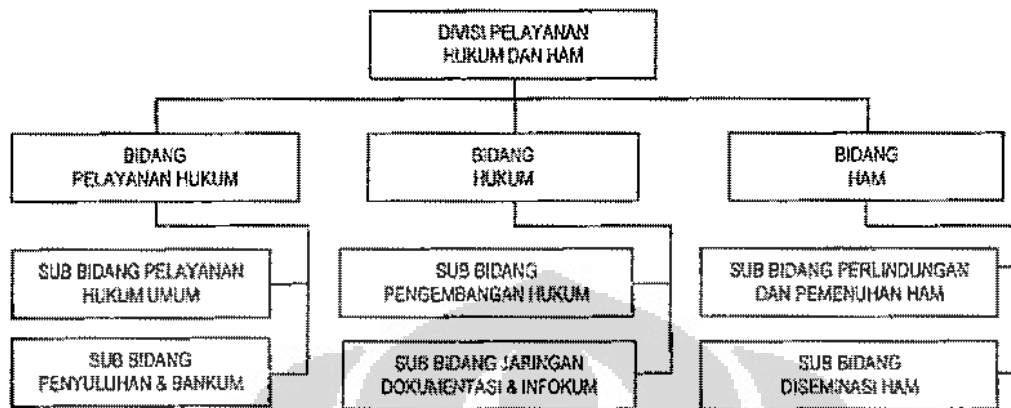 DIVISI PELAYANAN
HUKUM DAN HAM
BIDANG
PELAYANAN HUKUM
BIDANG
HUKUM
BIDANG
HAM
SUB BIDANG PELAYANAN
HUKUM UMUM
SUB BIDANG
PENGEMBANGAN HUKUM
SUB BIDANG PERLINDUNGAN
DAN PEMENUHAN HAM
SUB BIDANG
PENYULUHAN & BANKUM
SUB BIDANG JARINGAN
DOKUMENTASI & INFOKUM
SUB BIDANG
DISEMINASI HAM